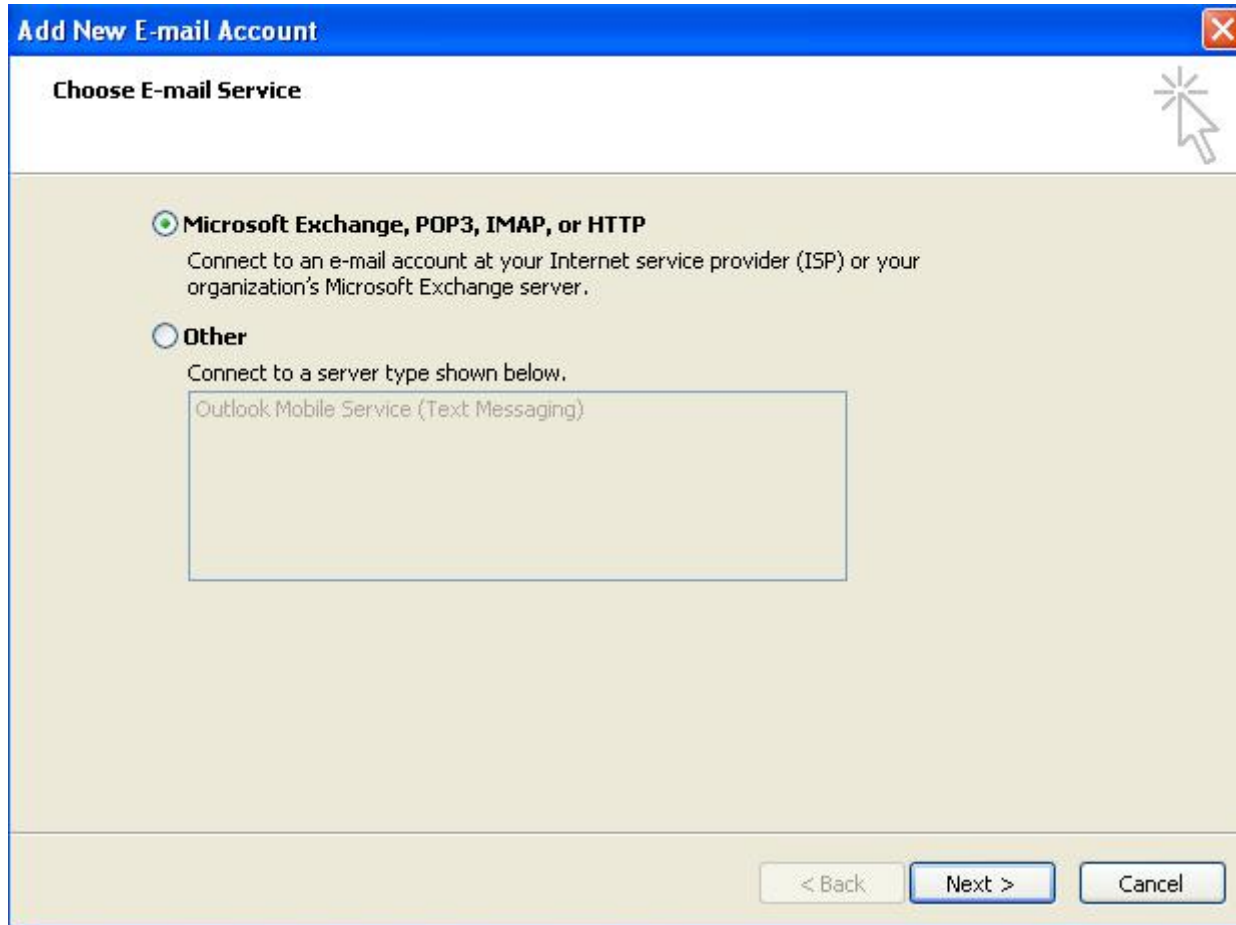 Add New E-mail Account
Choose E-mail Service
Microsoft Exchange, POP3, IMAP, or HTTP
Connect to an e-mail account at your Internet service provider (ISP) or your
organization's Microsoft Exchange server.
Other
Connect to a server type shown below.
Outlook Mobile Service (Text Messaging)
< Back Next > Cancel